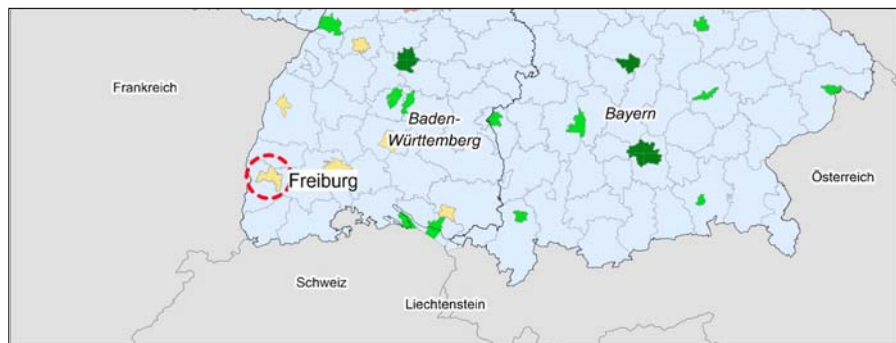 Frankreich
Baden-
Württemberg
Bayern
Freiburg
Österreich
Schweiz
Liechtenstein